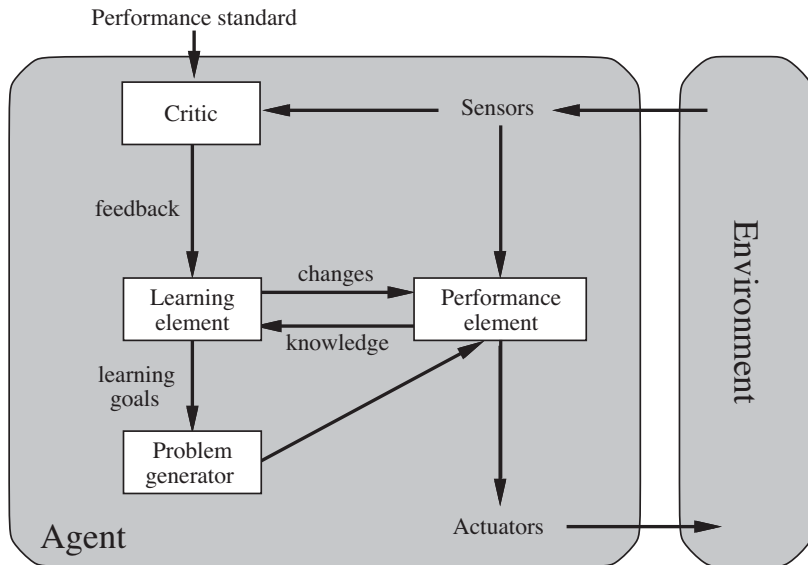 Performance standard
Critic
Sensors
feedback
changes
Learning
element
Performance
element
knowledge
learning
goals
Problem
generator
Actuators
Agent
Environment